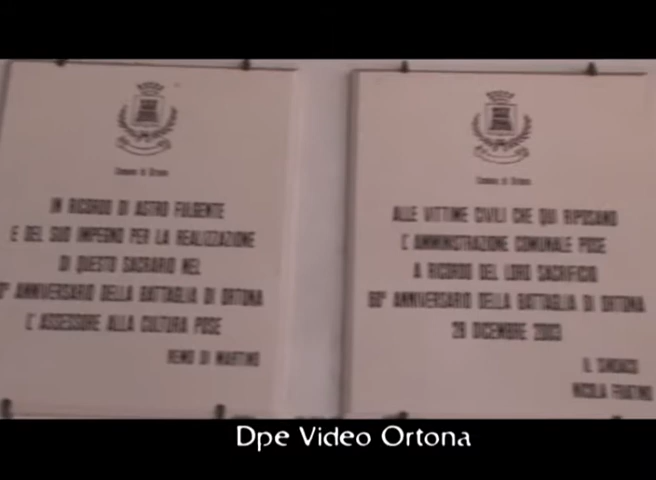 Comune di Ortona
IN RICORDO DI ASTRO FULGENTE
E DEL SUO IMPEGNO PER LA REALIZZAZIONE
DI QUESTO SACRARIO NEL
ANNIVERSARIO DELLA BATTAGLIA DI ORTONA
L'ASSESSORE ALLA CULTURA POSE
REMO DI MARTINO
Comune di Ortona
ALLE VITTIME CIVILI CHE QUI RIPOSANO
L'AMMINISTRAZIONE COMUNALE POSE
A RICORDO DEL LORO SACRIFICIO
60° ANNIVERSARIO DELLA BATTAGLIA DI ORTONA
28 DICEMBRE 2003
IL SINDACO
NICOLA FRATINO
Dpe Video Ortona